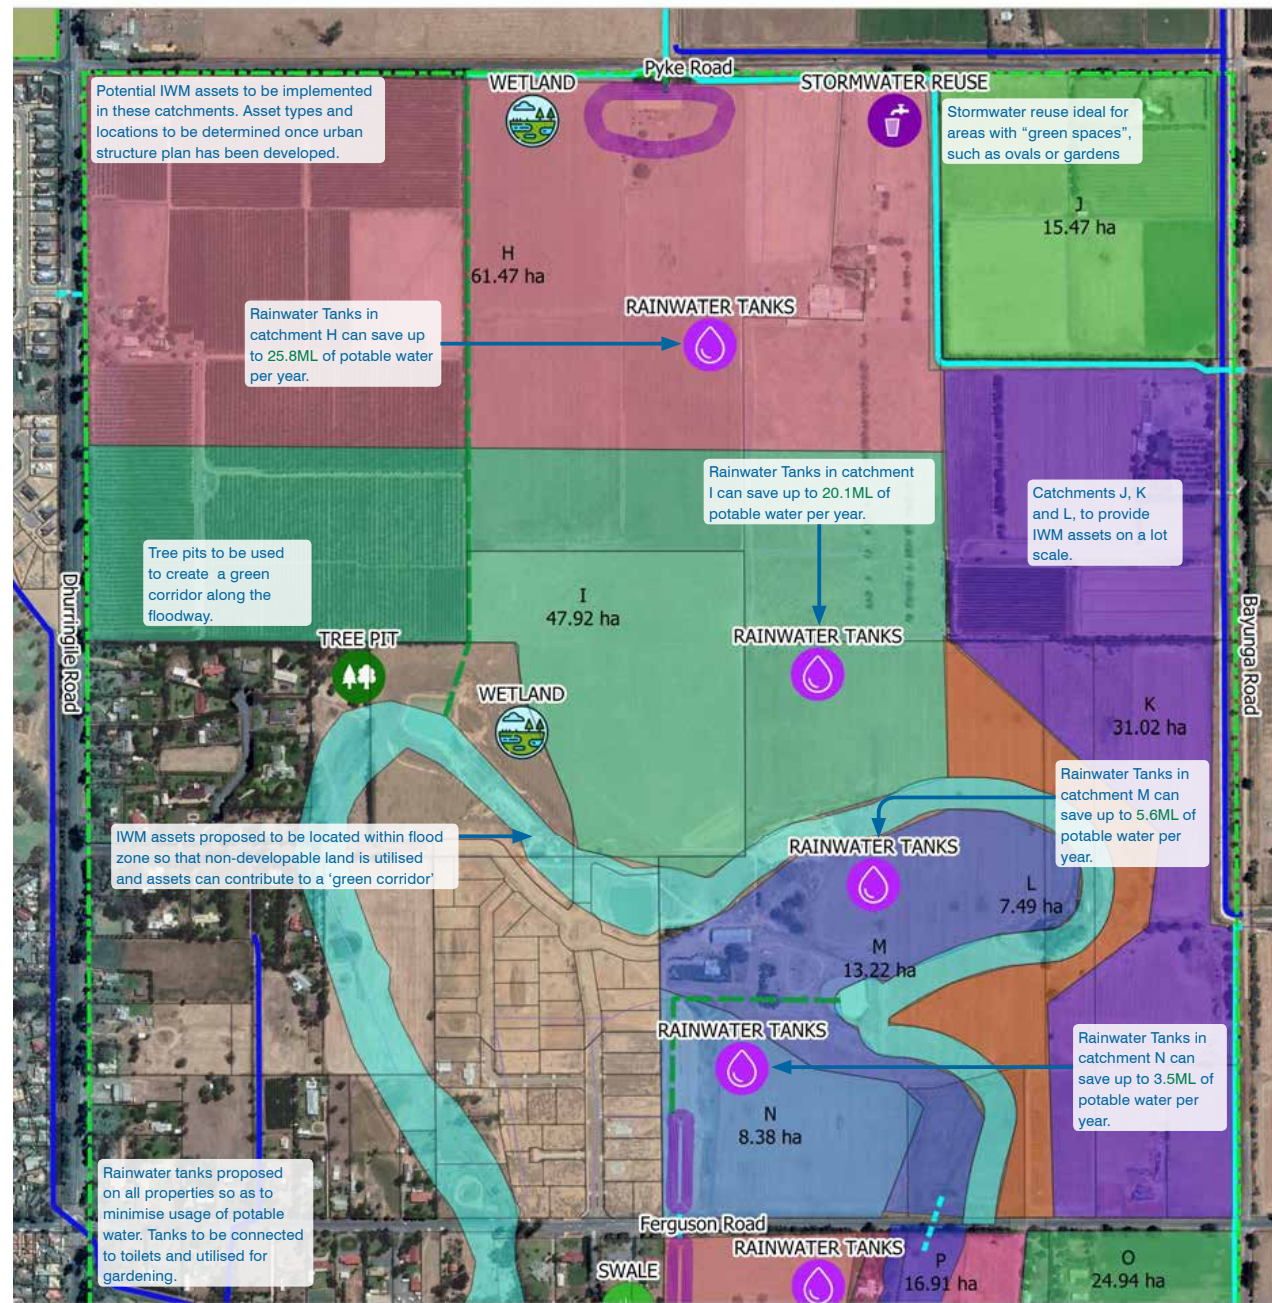 Pyke Road
WETLAND
STORMWATER REUSE
Potential IWM assets to be implemented
in these catchments. Asset types and
locations to be determined once urban
structure plan has been developed.
Stormwater reuse ideal for
areas with “green spaces”,
such as ovals or gardens
J
15.47 ha
H
61.47 ha
RAINWATER TANKS
Rainwater Tanks in
catchment H can save up
to 25.8ML of potable water
per year.
Rainwater Tanks in catchment
I can save up to 20.1ML of
potable water per year.
Catchments J, K
and L, to provide
IWM assets on a lot
scale.
Tree pits to be used
to create a green
corridor along the
floodway.
I
47.92 ha
Dhurringile Road
Bayunga Road
TREE PIT
RAINWATER TANKS
WETLAND
K
31.02 ha
Rainwater Tanks in
catchment M can
save up to 5.6ML of
potable water per
year.
IWM assets proposed to be located within flood
zone so that non-developable land is utilised
and assets can contribute to a ‘green corridor’
RAINWATER TANKS
L
7.49 ha
M
13.22 ha
RAINWATER TANKS
Rainwater Tanks in
catchment N can
save up to 3.5ML of
potable water per
year.
N
8.38 ha
Rainwater tanks proposed
on all properties so as to
minimise usage of potable
water. Tanks to be connected
to toilets and utilised for
gardening.
Ferguson Road
RAINWATER TANKS
SWALE
P
16.91 ha
O
24.94 ha